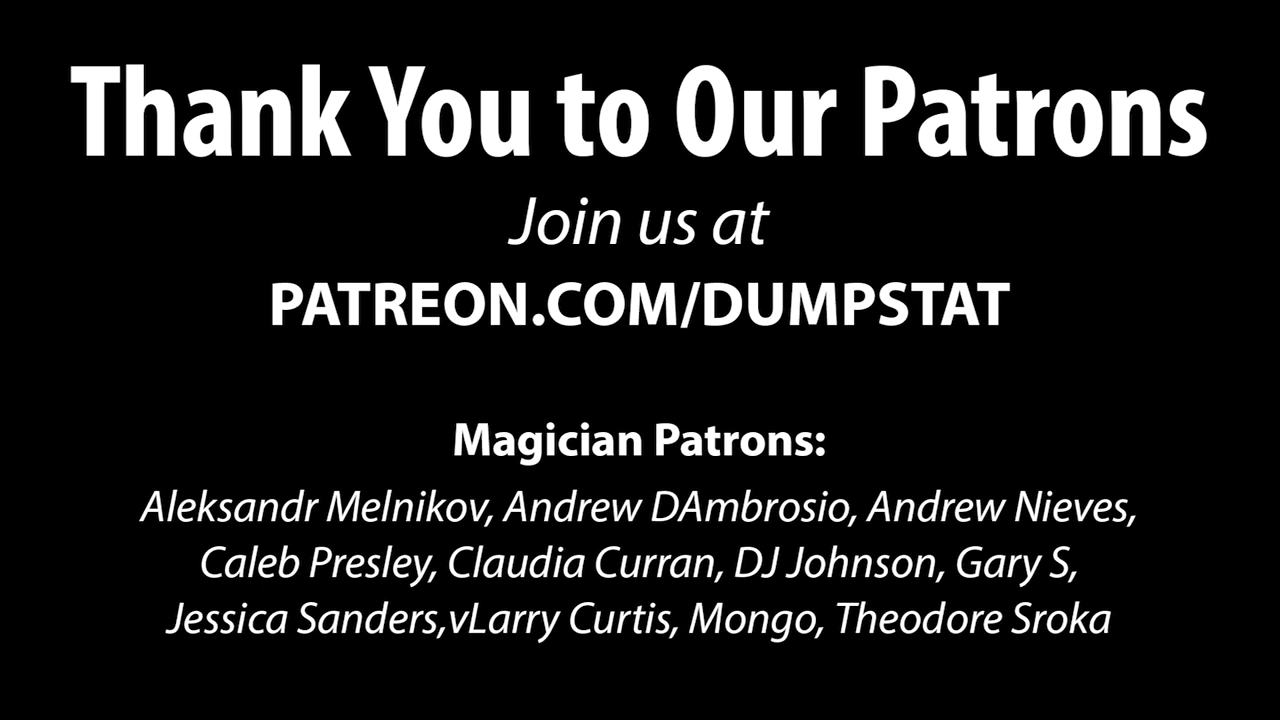 Thank You to Our Patrons
Join us at
PATREON.COM/DUMPSTAT
Magician Patrons:
Aleksandr Melnikov, Andrew DAmbrosio, Andrew Nieves,
Caleb Presley, Claudia Curran, DJ Johnson, Gary S,
Jessica Sanders,vLarry Curtis, Mongo, Theodore Sroka